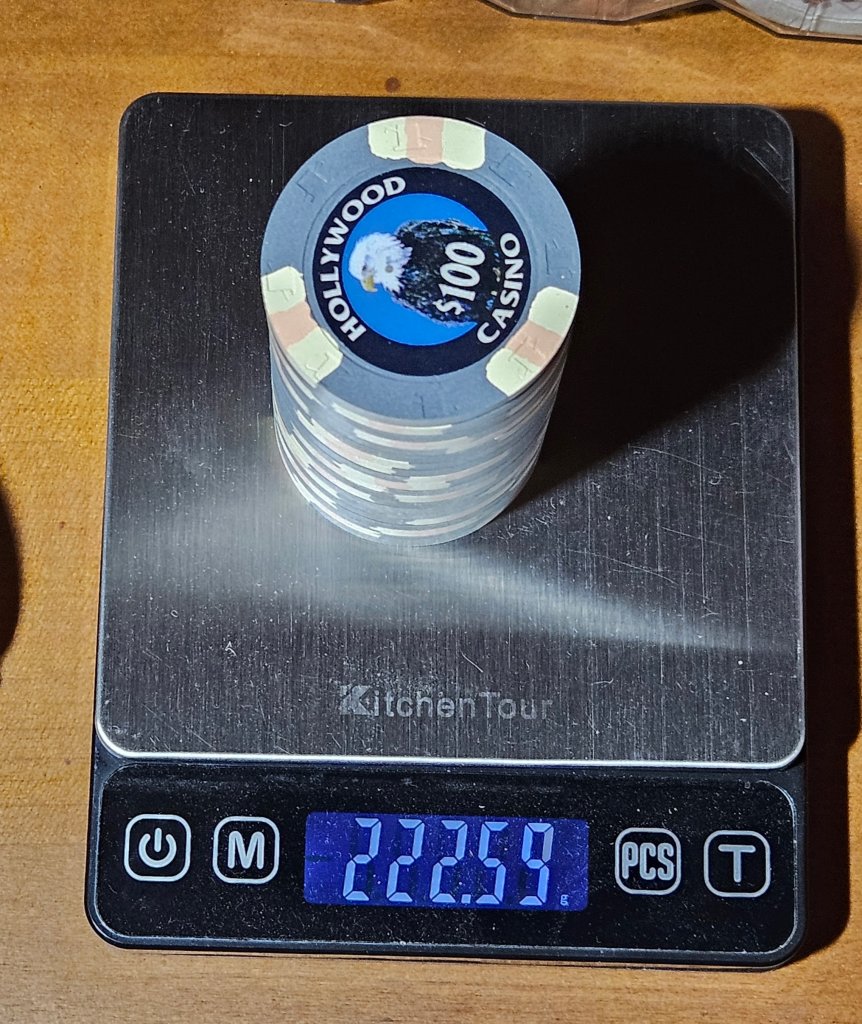 HOLLYWOOD
$100
CASINO
KitchenTour
M
222.59 g
PCS
T